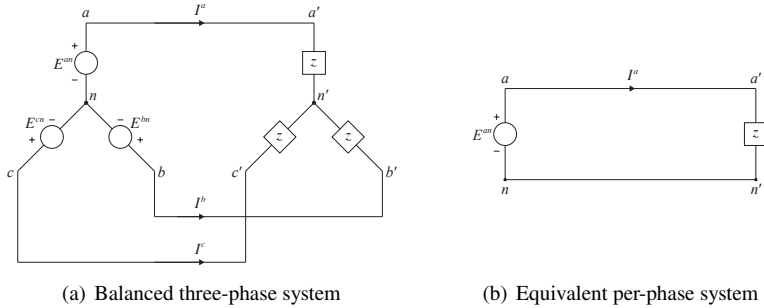 a I^a a′
+
E^{an} z
−
n n′
E^{cn} − − E^{bn}
+ + z z
c b c′ b′
I^b
I^c
(a) Balanced three-phase system
a I^a a′
+
E^{an} z
−
n n′
(b) Equivalent per-phase system